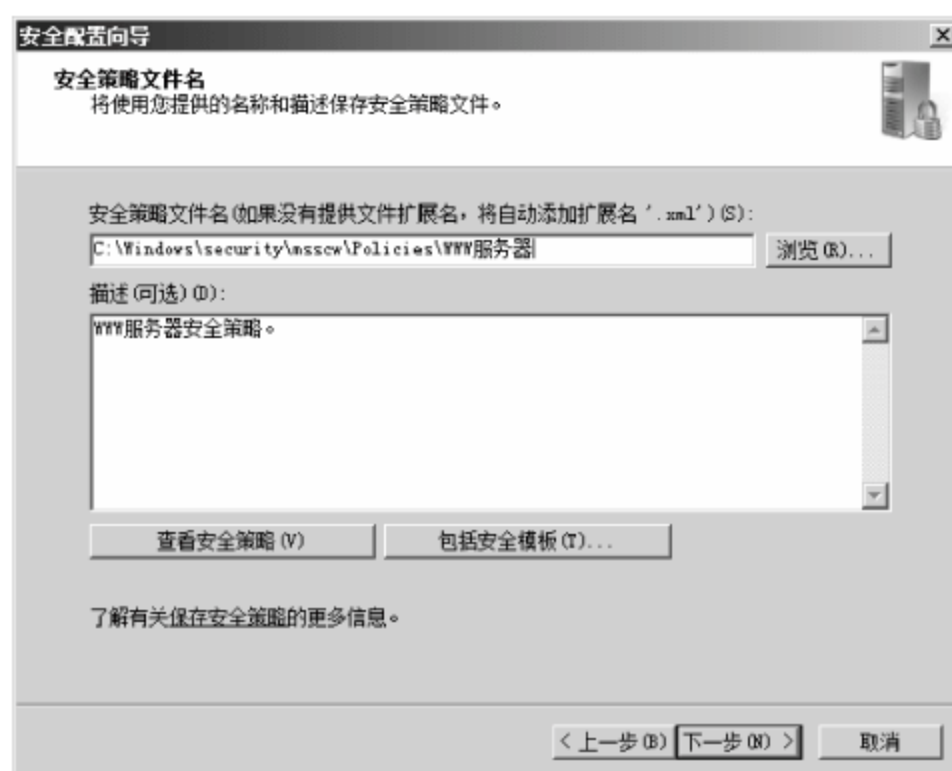 安全配置向导
安全策略文件名
将使用您提供的名称和描述保存安全策略文件。
安全策略文件名(如果没有提供文件扩展名，将自动添加扩展名 '.xml')(S):
C:\Windows\security\msscw\Policies\WWW服务器
浏览(R)...
描述(可选)(D):
WWW服务器安全策略。
查看安全策略(V)
包括安全模板(T)...
了解有关保存安全策略的更多信息。
< 上一步(B)
下一步(N) >
取消